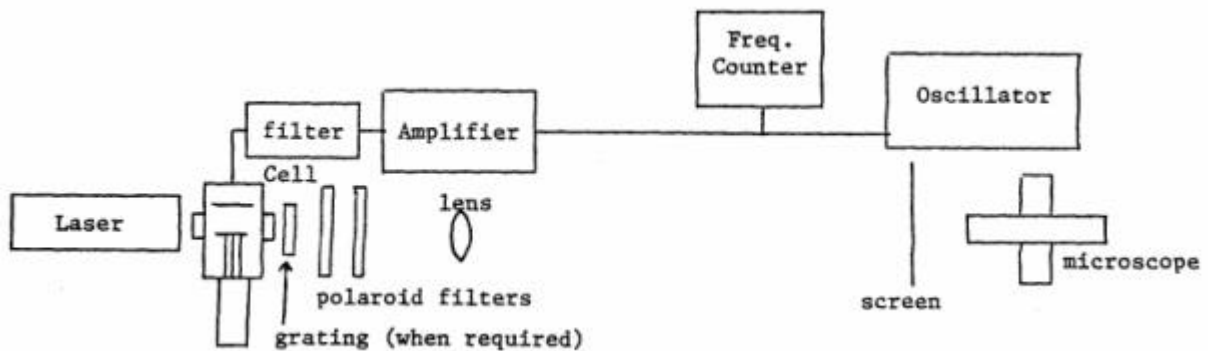 Freq.
Counter
Oscillator
filter
Amplifier
Cell
lens
Laser
microscope
polaroid filters
screen
grating (when required)